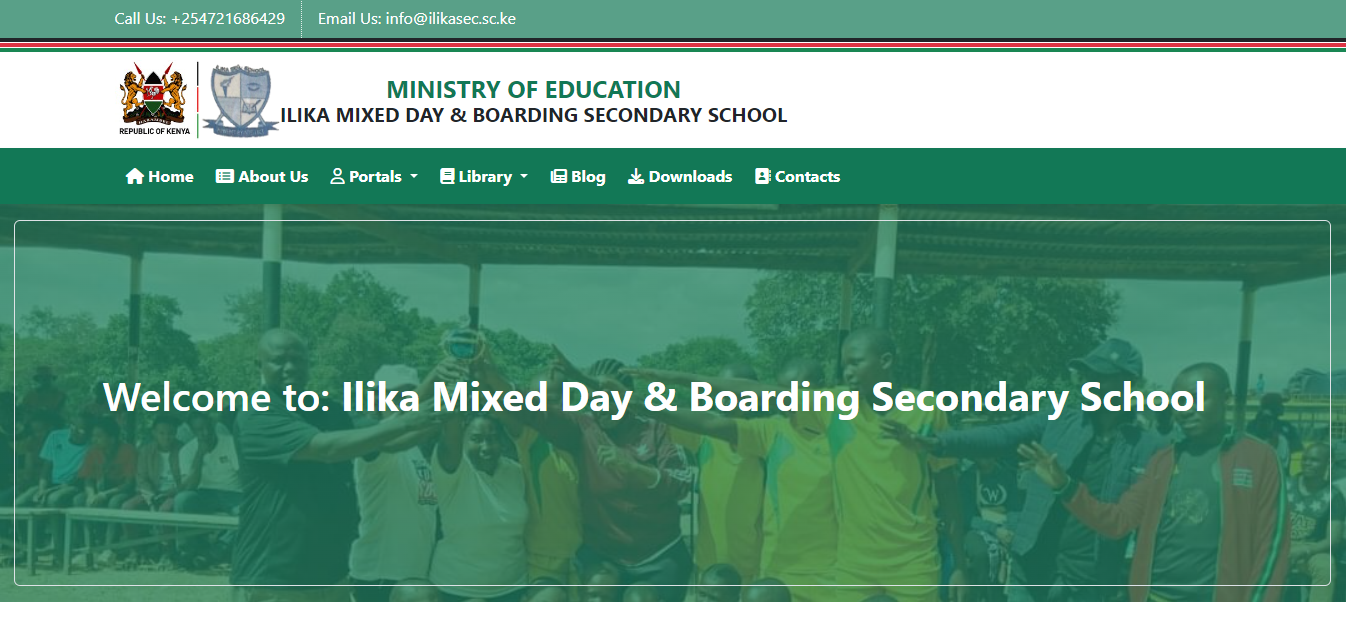 Call Us: +254721686429
Email Us: info@ilikasec.sc.ke
REPUBLIC OF KENYA
MINISTRY OF EDUCATION
ILIKA MIXED DAY & BOARDING SECONDARY SCHOOL
Home About Us Portals Library Blog Downloads Contacts
Welcome to: Ilika Mixed Day & Boarding Secondary School